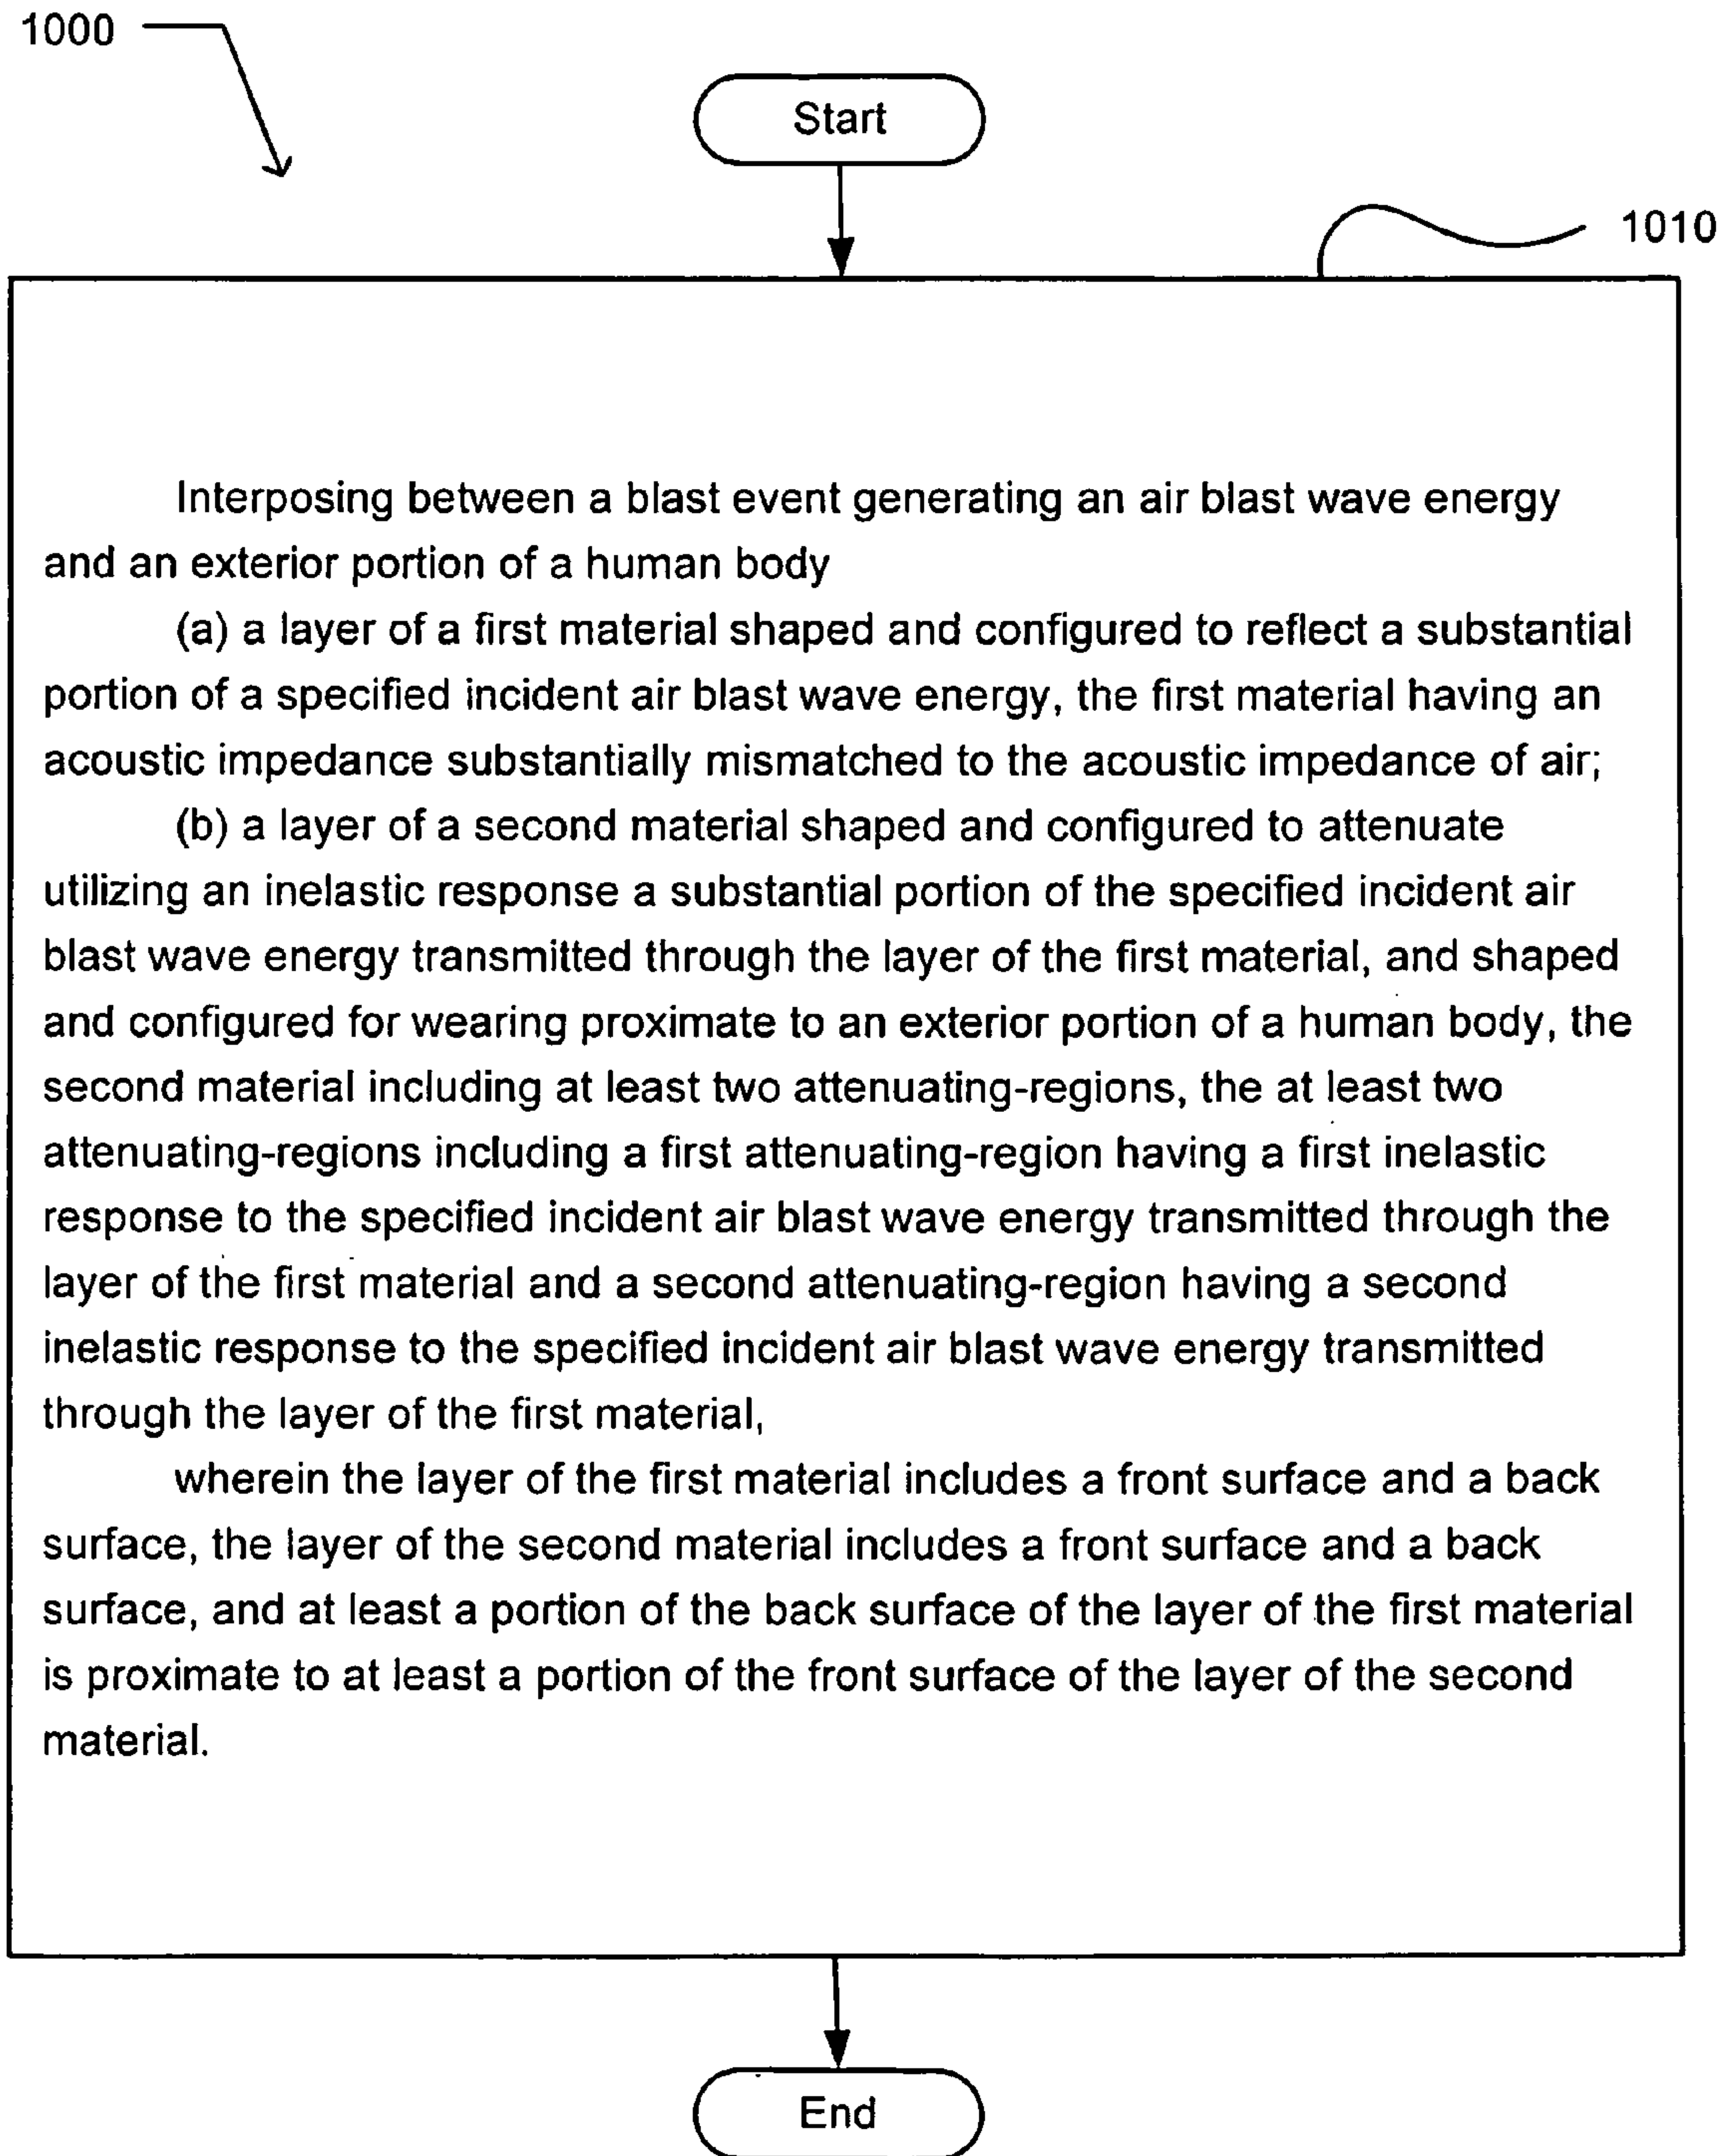 1000
Start
1010
Interposing between a blast event generating an air blast wave energy
and an exterior portion of a human body
(a) a layer of a first material shaped and configured to reflect a substantial
portion of a specified incident air blast wave energy, the first material having an
acoustic impedance substantially mismatched to the acoustic impedance of air;
(b) a layer of a second material shaped and configured to attenuate
utilizing an inelastic response a substantial portion of the specified incident air
blast wave energy transmitted through the layer of the first material, and shaped
and configured for wearing proximate to an exterior portion of a human body, the
second material including at least two attenuating-regions, the at least two
attenuating-regions including a first attenuating-region having a first inelastic
response to the specified incident air blast wave energy transmitted through the
layer of the first material and a second attenuating-region having a second
inelastic response to the specified incident air blast wave energy transmitted
through the layer of the first material,
wherein the layer of the first material includes a front surface and a back
surface, the layer of the second material includes a front surface and a back
surface, and at least a portion of the back surface of the layer of the first material
is proximate to at least a portion of the front surface of the layer of the second
material.
End